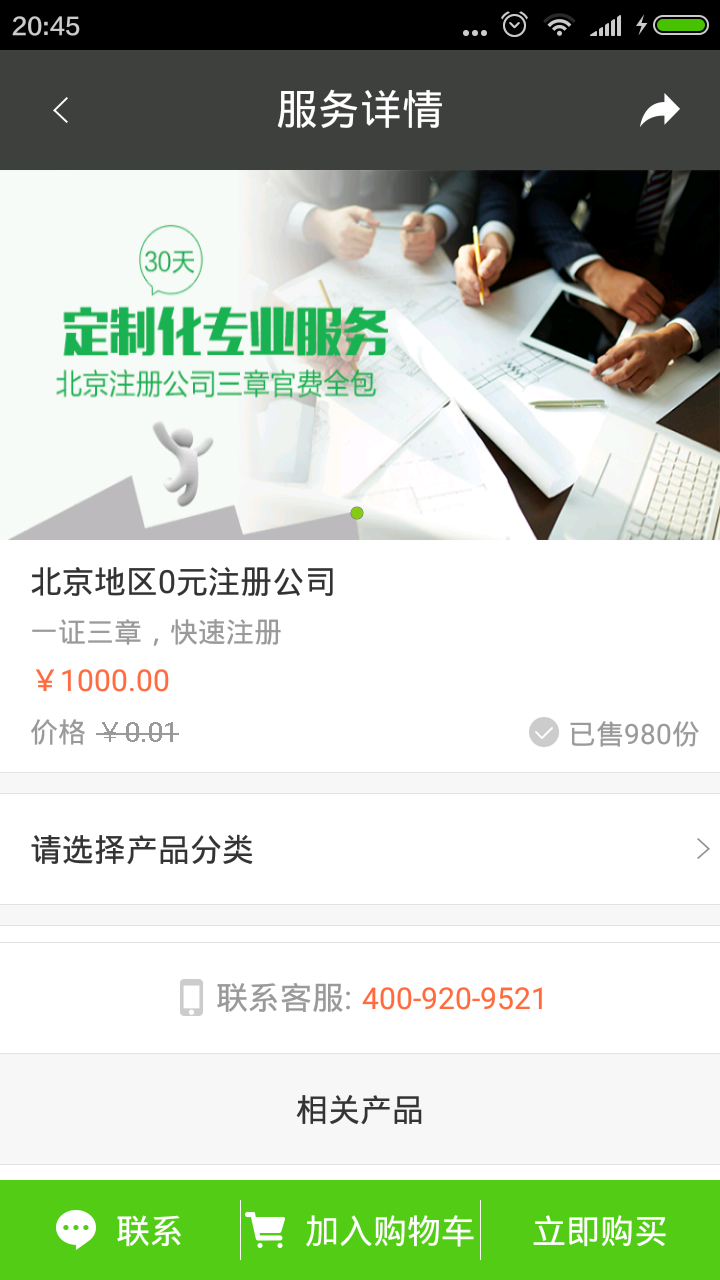 20:45
服务详情
30天
定制化专业服务
北京注册公司三章官费全包
北京地区0元注册公司
一证三章，快速注册
￥1000.00
价格 ￥0.01
已售980份
请选择产品分类
联系客服: 400-920-9521
相关产品
联系
加入购物车
立即购买